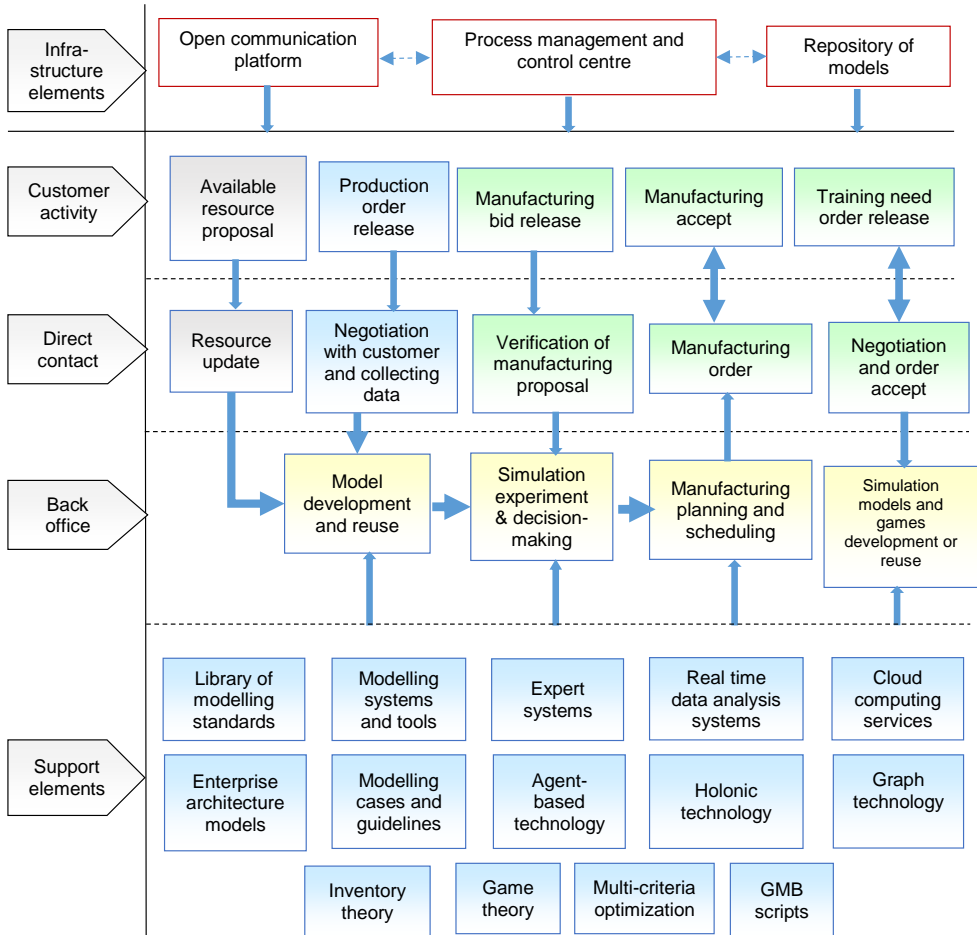 Infra-
structure
elements
Open communication
platform
Process management and
control centre
Repository of
models
Customer
activity
Available
resource
proposal
Production
order
release
Manufacturing
bid release
Manufacturing
accept
Training need
order release
Direct
contact
Resource
update
Negotiation
with customer
and collecting
data
Verification of
manufacturing
proposal
Manufacturing
order
Negotiation
and order
accept
Back
office
Model
development
and reuse
Simulation
experiment
& decision-
making
Manufacturing
planning and
scheduling
Simulation
models and
games
development or
reuse
Support
elements
Library of
modelling
standards
Modelling
systems
and tools
Expert
systems
Real time
data analysis
systems
Cloud
computing
services
Enterprise
architecture
models
Modelling
cases and
guidelines
Agent-
based
technology
Holonic
technology
Graph
technology
Inventory
theory
Game
theory
Multi-criteria
optimization
GMB
scripts